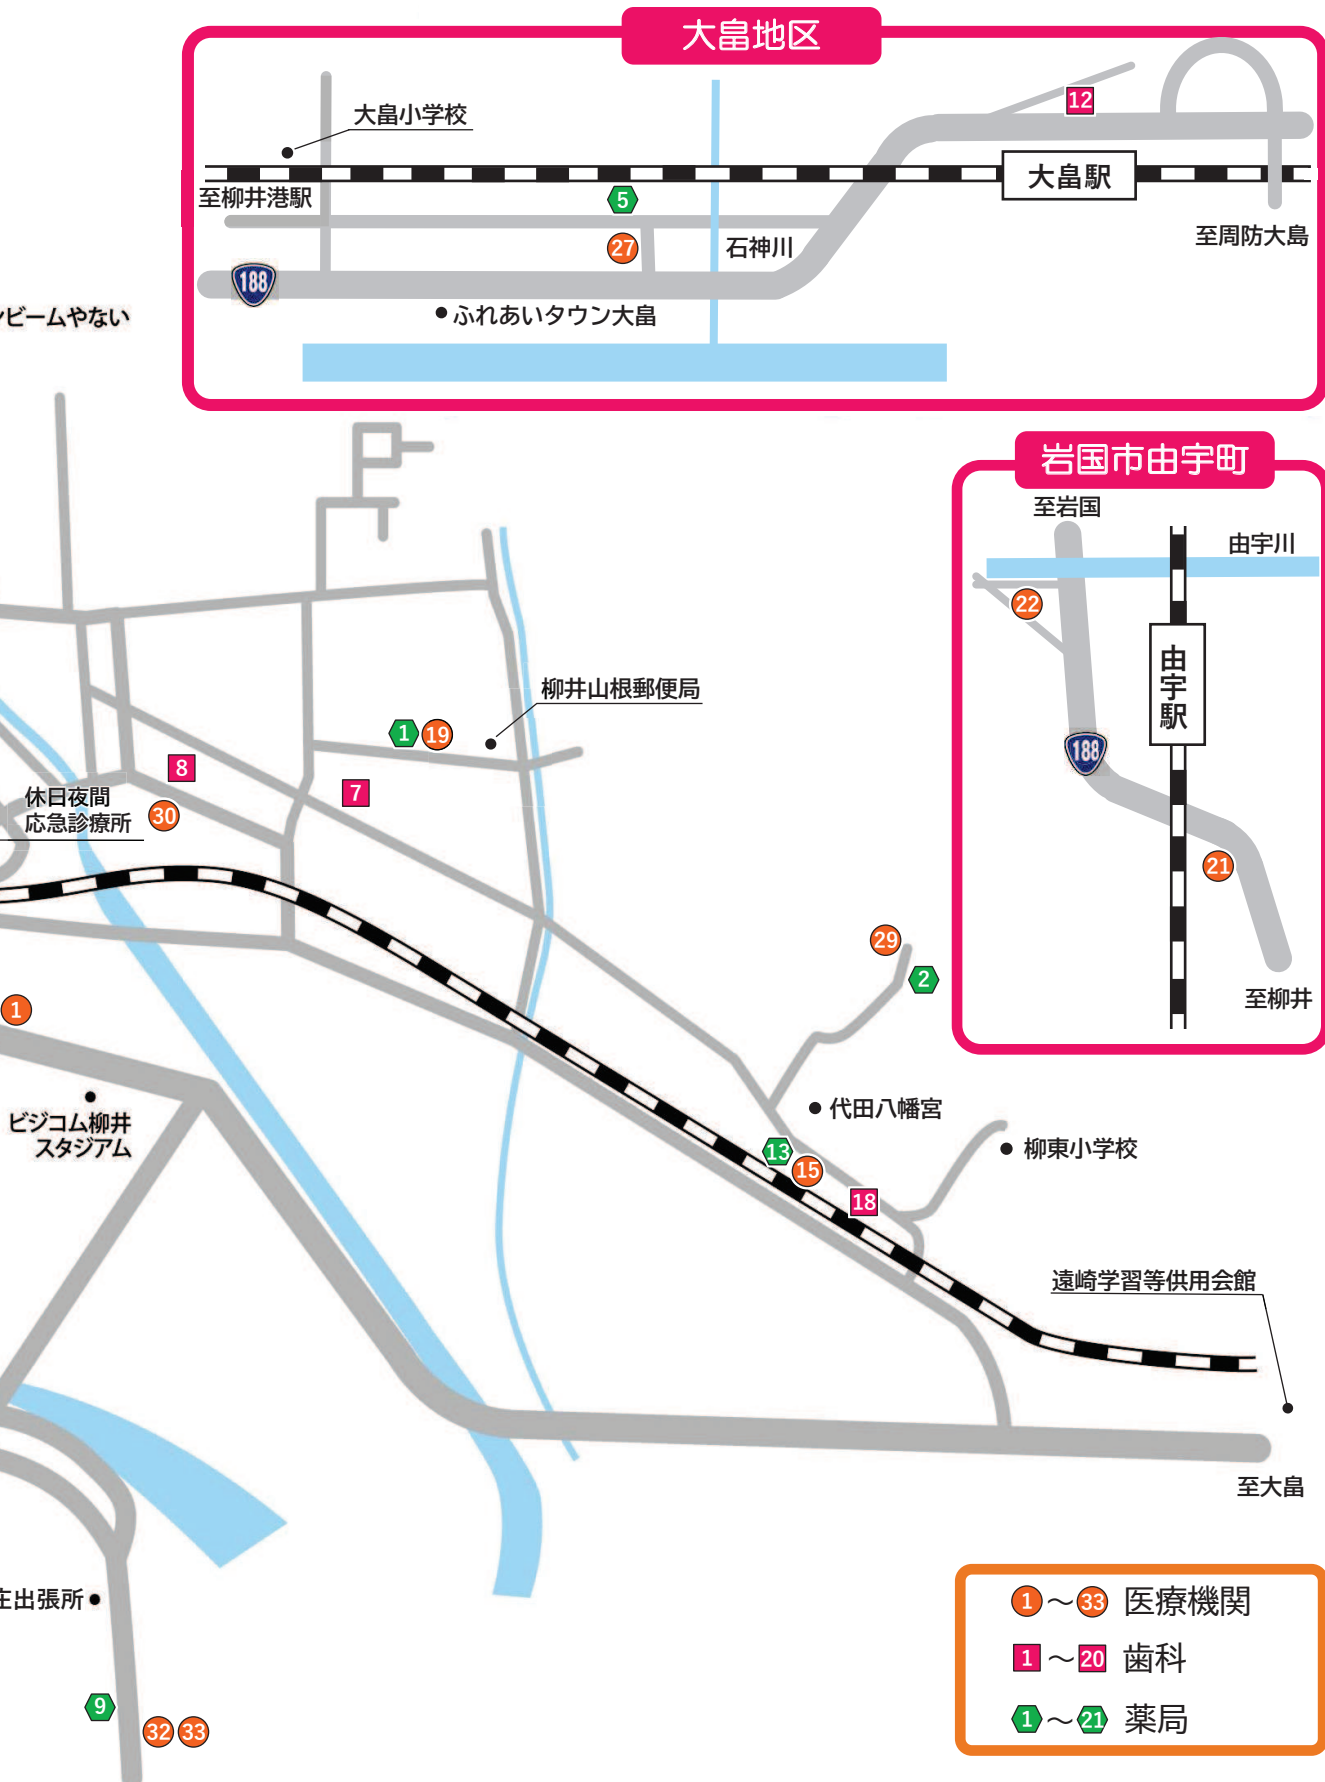 大畠地区
大畠小学校
12
大畠駅
至柳井港駅
5
27
石神川
至周防大島
188
ふれあいタウン大畠
ビームやない
岩国市由宇町
至岩国
由宇川
22
由宇駅
188
21
至柳井
柳井山根郵便局
1
19
8
7
休日夜間
応急診療所
30
29
2
1
ビジコム柳井
スタジアム
代田八幡宮
13
15
柳東小学校
18
遠崎学習等供用会館
至大畠
庄出張所
9
32
33
1〜33 医療機関
1〜20 歯科
1〜21 薬局